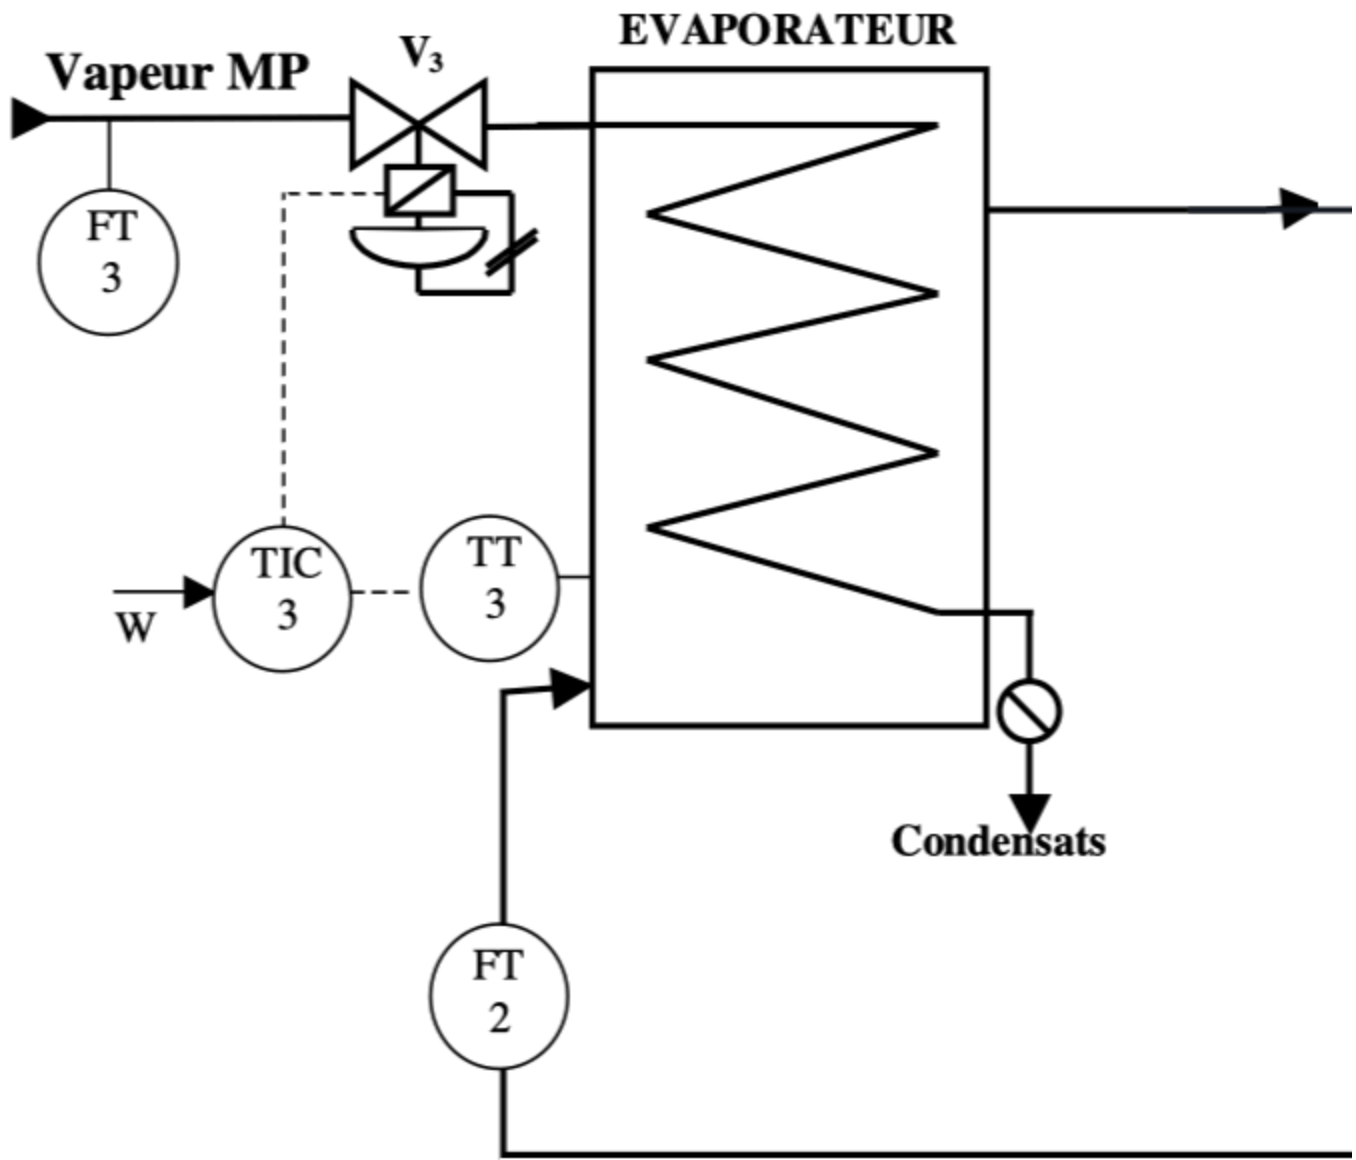 EVAPORATEUR
V₃
Vapeur MP
FT
3
TIC
3
TT
3
W
Condensats
FT
2